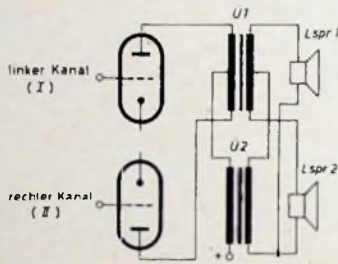 Ü1
Lspr 1
linker Kanal
(I)
Ü2
Lspr 2
rechter Kanal
(II)
+